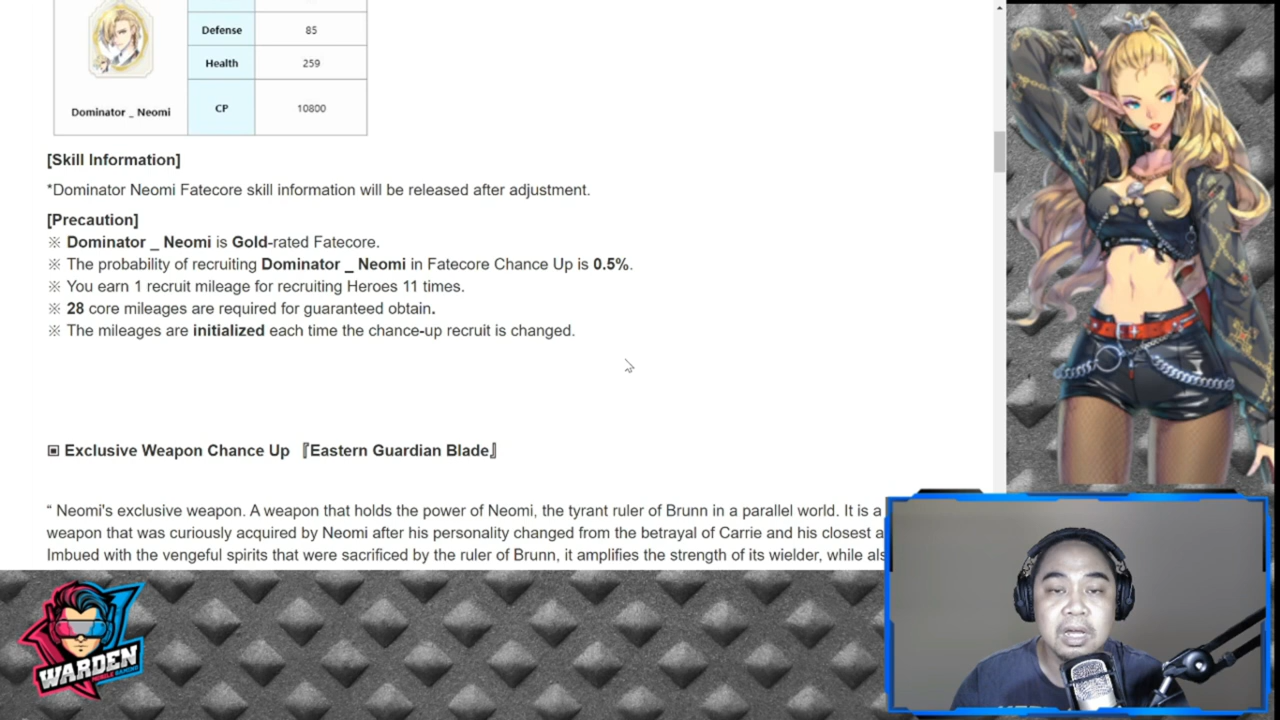 Defense 85
Health 259
Dominator _ Neomi CP 10800
[Skill Information]
*Dominator Neomi Fatecore skill information will be released after adjustment.
[Precaution]
※ Dominator _ Neomi is Gold-rated Fatecore.
※ The probability of recruiting Dominator _ Neomi in Fatecore Chance Up is 0.5%.
※ You earn 1 recruit mileage for recruiting Heroes 11 times.
※ 28 core mileages are required for guaranteed obtain.
※ The mileages are initialized each time the chance-up recruit is changed.
▣ Exclusive Weapon Chance Up 『Eastern Guardian Blade』
“ Neomi's exclusive weapon. A weapon that holds the power of Neomi, the tyrant ruler of Brunn in a parallel world. It is a
weapon that was curiously acquired by Neomi after his personality changed from the betrayal of Carrie and his closest a
Imbued with the vengeful spirits that were sacrificed by the ruler of Brunn, it amplifies the strength of its wielder, while als
WARDEN
MOBILE GAMING